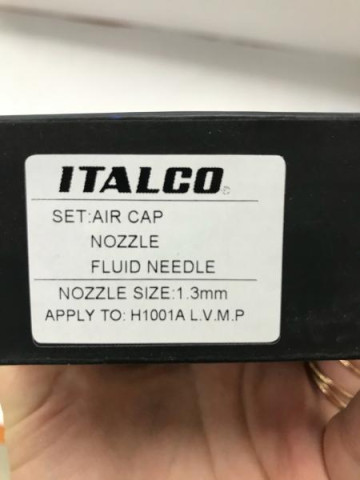 ITALCO®
SET:AIR CAP
NOZZLE
FLUID NEEDLE
NOZZLE SIZE:1.3mm
APPLY TO: H1001A L.V.M.P